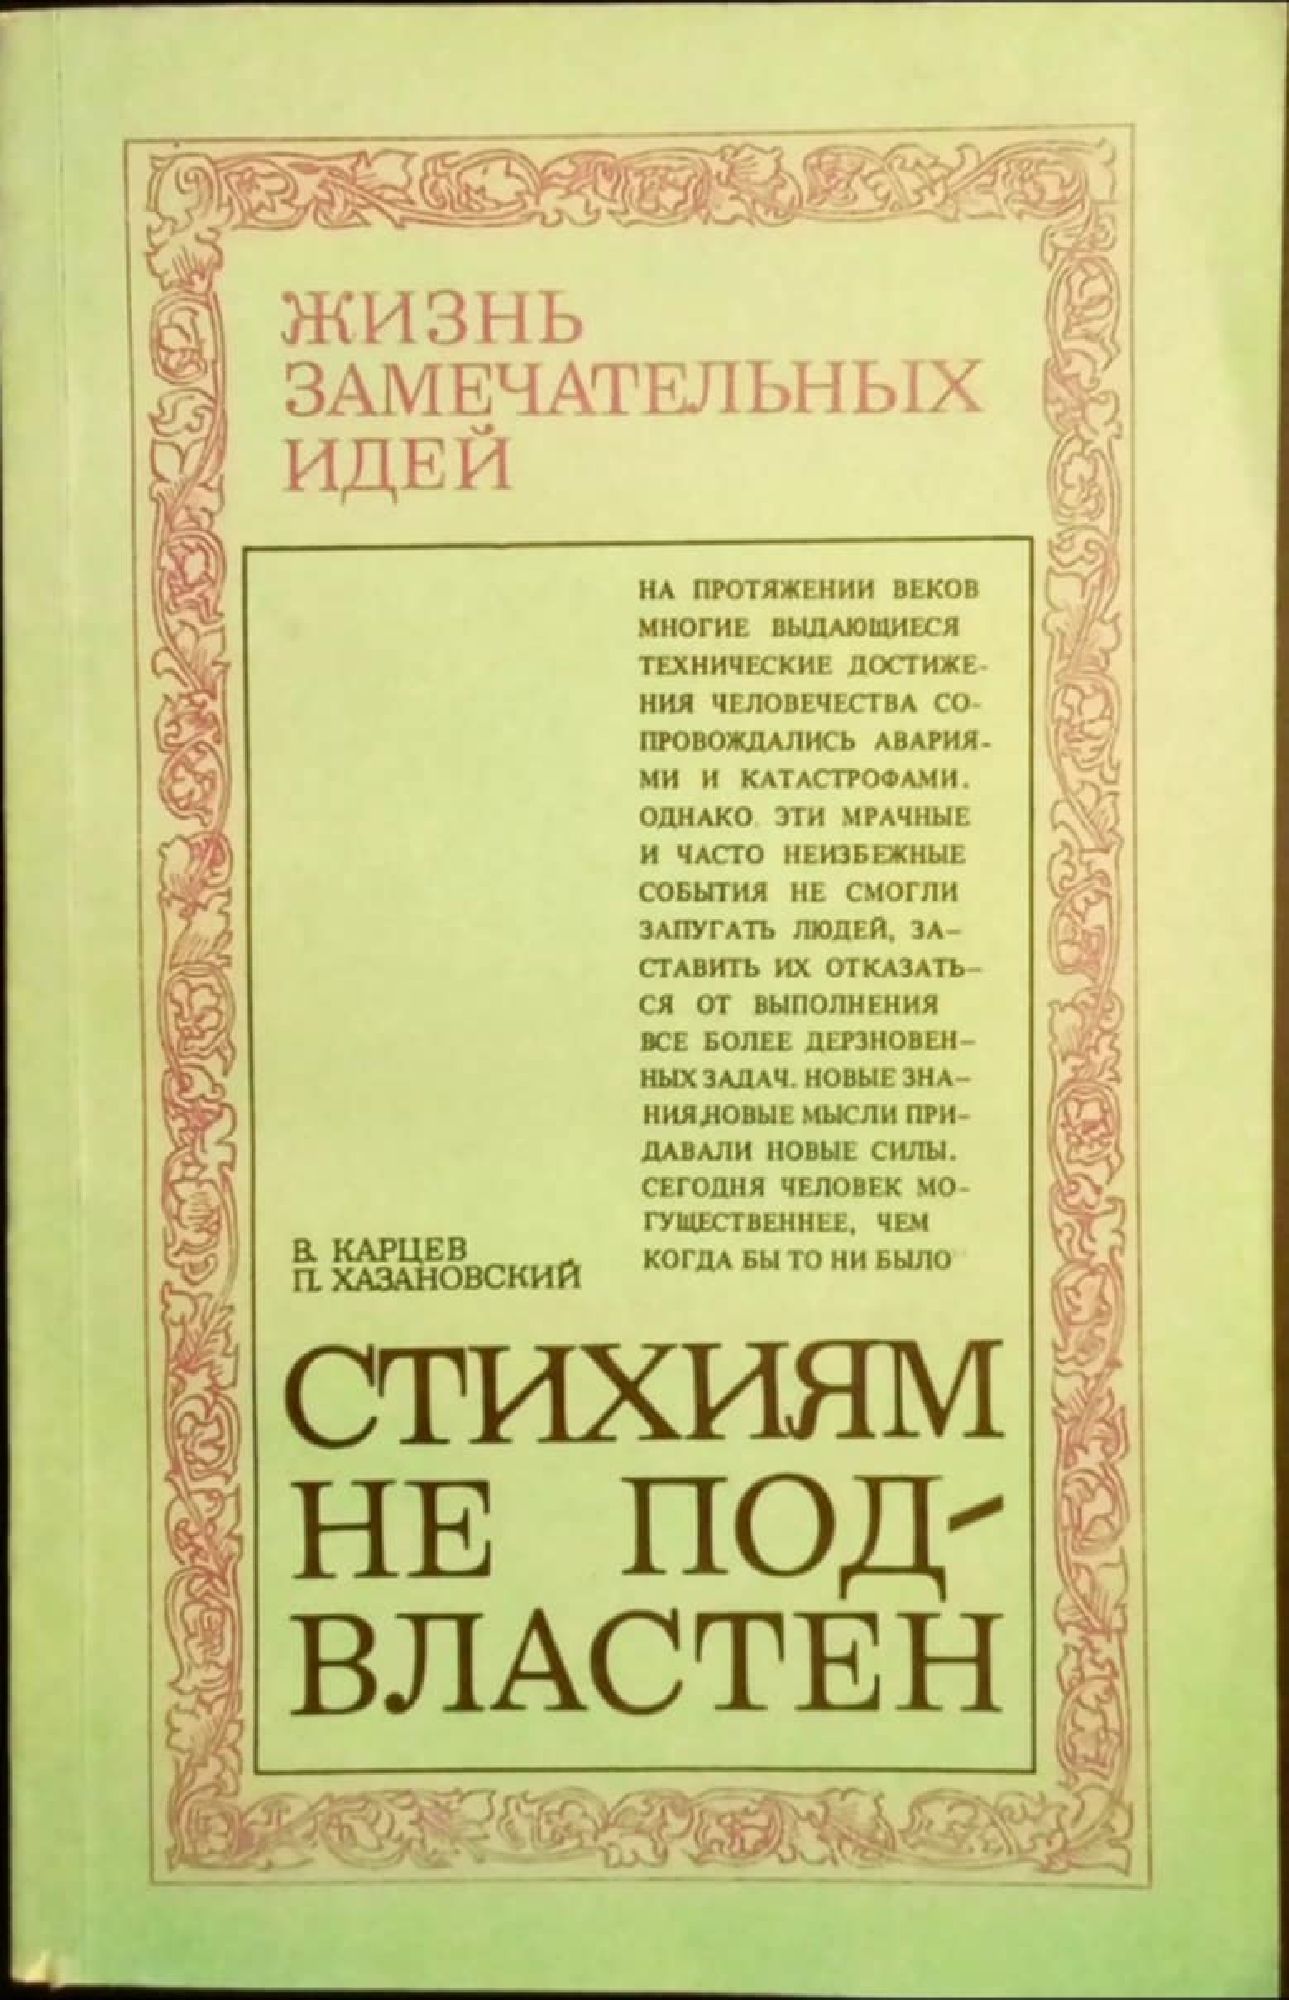 ЖИЗНЬ
ЗАМЕЧАТЕЛЬНЫХ
ИДЕЙ
НА ПРОТЯЖЕНИИ ВЕКОВ
МНОГИЕ ВЫДАЮЩИЕСЯ
ТЕХНИЧЕСКИЕ ДОСТИЖЕ-
НИЯ ЧЕЛОВЕЧЕСТВА СО-
ПРОВОЖДАЛИСЬ АВАРИЯ-
МИ И КАТАСТРОФАМИ.
ОДНАКО ЭТИ МРАЧНЫЕ
И ЧАСТО НЕИЗБЕЖНЫЕ
СОБЫТИЯ НЕ СМОГЛИ
ЗАПУГАТЬ ЛЮДЕЙ, ЗА-
СТАВИТЬ ИХ ОТКАЗАТЬ-
СЯ ОТ ВЫПОЛНЕНИЯ
ВСЕ БОЛЕЕ ДЕРЗНОВЕН-
НЫХ ЗАДАЧ. НОВЫЕ ЗНА-
НИЯ,НОВЫЕ МЫСЛИ ПРИ-
ДАВАЛИ НОВЫЕ СИЛЫ.
СЕГОДНЯ ЧЕЛОВЕК МО-
ГУЩЕСТВЕННЕЕ, ЧЕМ
КОГДА БЫ ТО НИ БЫЛО
В. КАРЦЕВ
П. ХАЗАНОВСКИЙ
СТИХИЯМ
НЕ ПОД-
ВЛАСТЕН